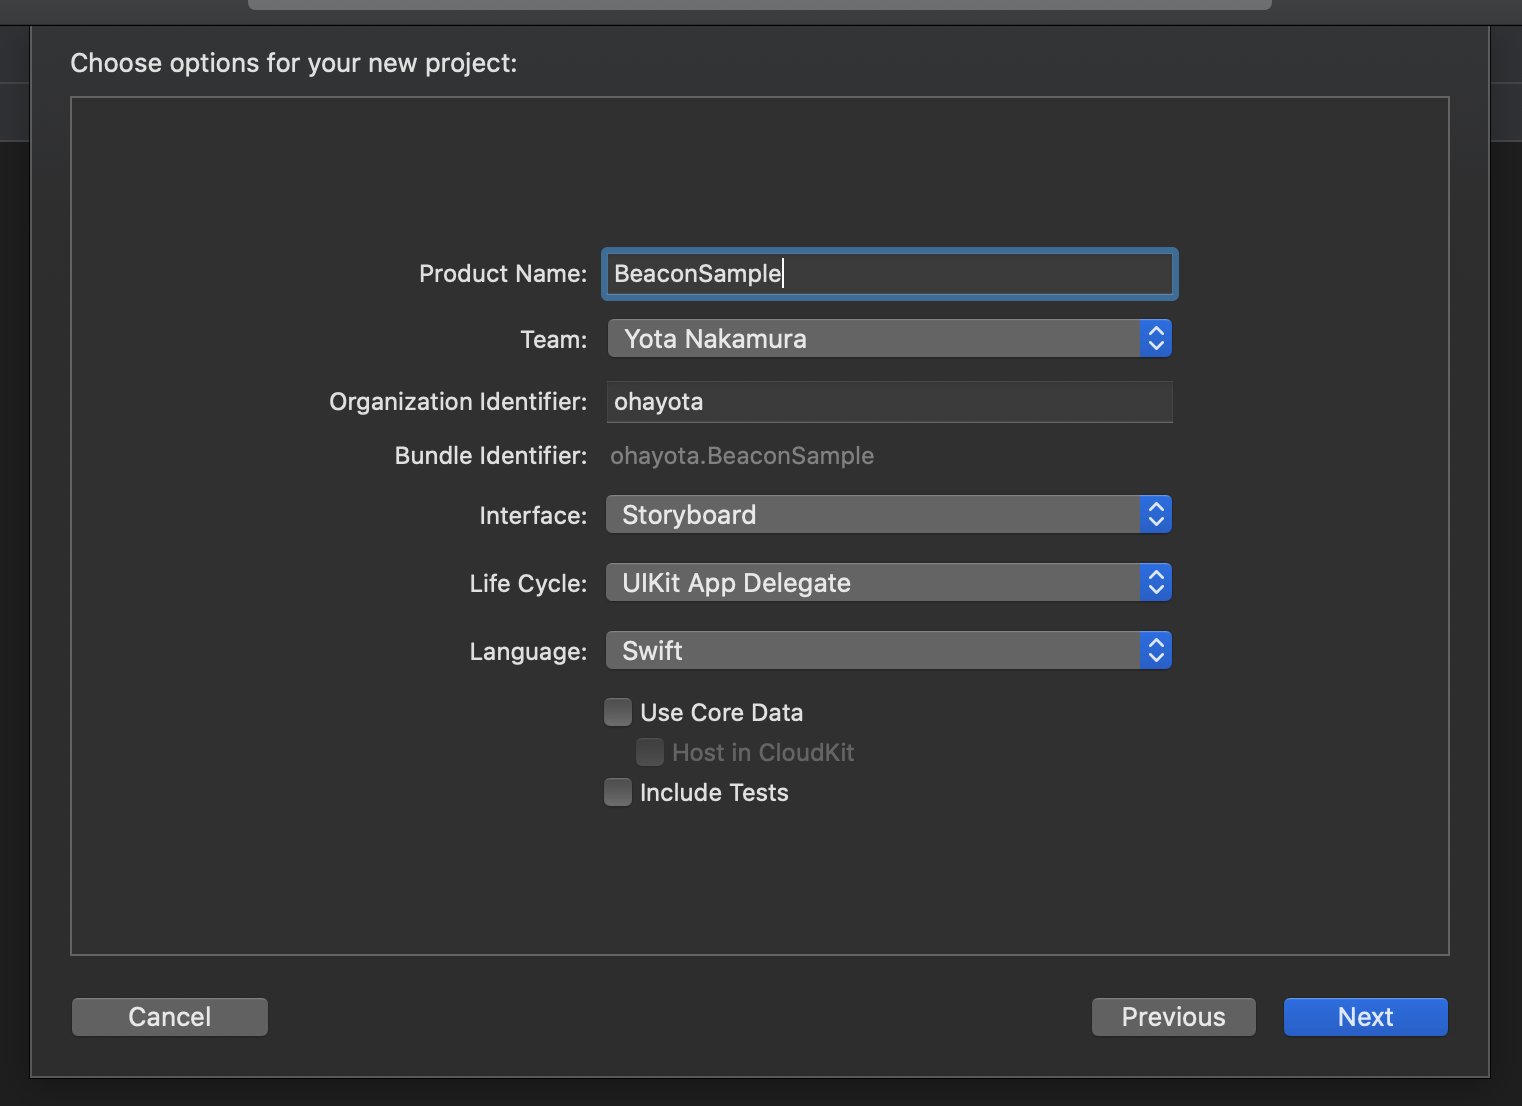 Choose options for your new project:
Product Name: BeaconSample
Team: Yota Nakamura
Organization Identifier: ohayota
Bundle Identifier: ohayota.BeaconSample
Interface: Storyboard
Life Cycle: UIKit App Delegate
Language: Swift
Use Core Data
Host in CloudKit
Include Tests
Cancel Previous Next